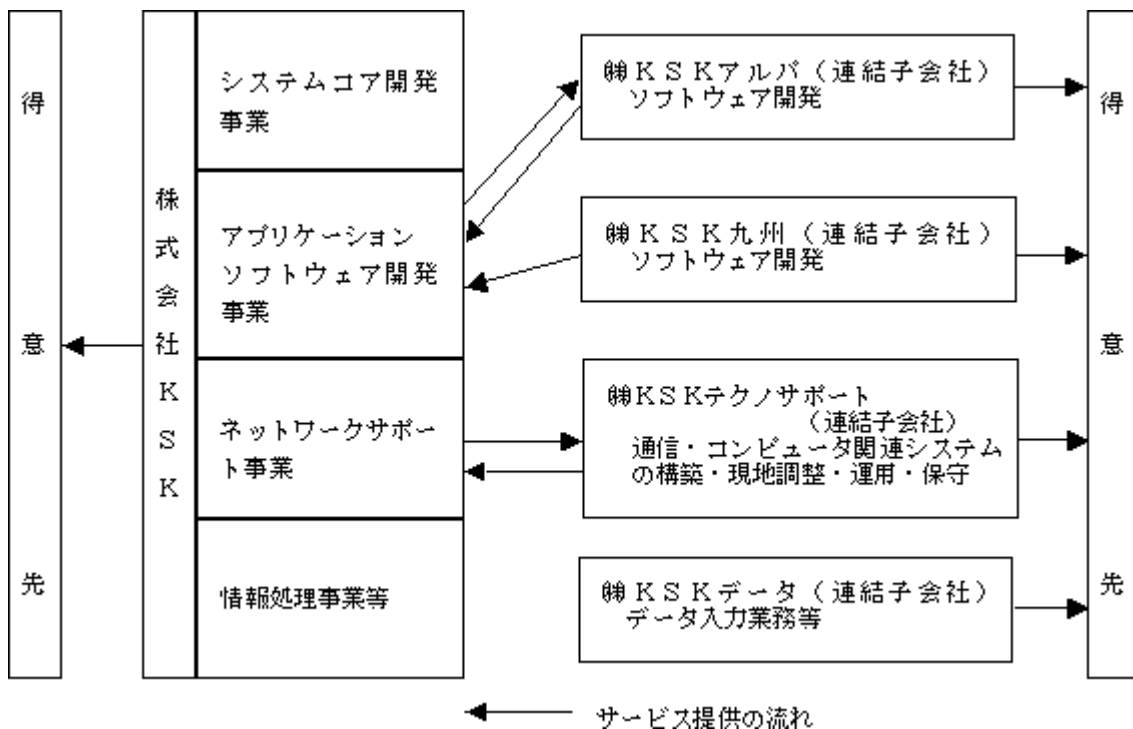 得意先
株式会社KSK
システムコア開発
事業
アプリケーション
ソフトウェア開発
事業
ネットワークサポー
ト事業
情報処理事業等
㈱KSKアルパ(連結子会社)
ソフトウェア開発
㈱KSK九州(連結子会社)
ソフトウェア開発
㈱KSKテクノサポート
(連結子会社)
通信・コンピュータ関連システム
の構築・現地調整・運用・保守
㈱KSKデータ(連結子会社)
データ入力業務等
得意先
サービス提供の流れ